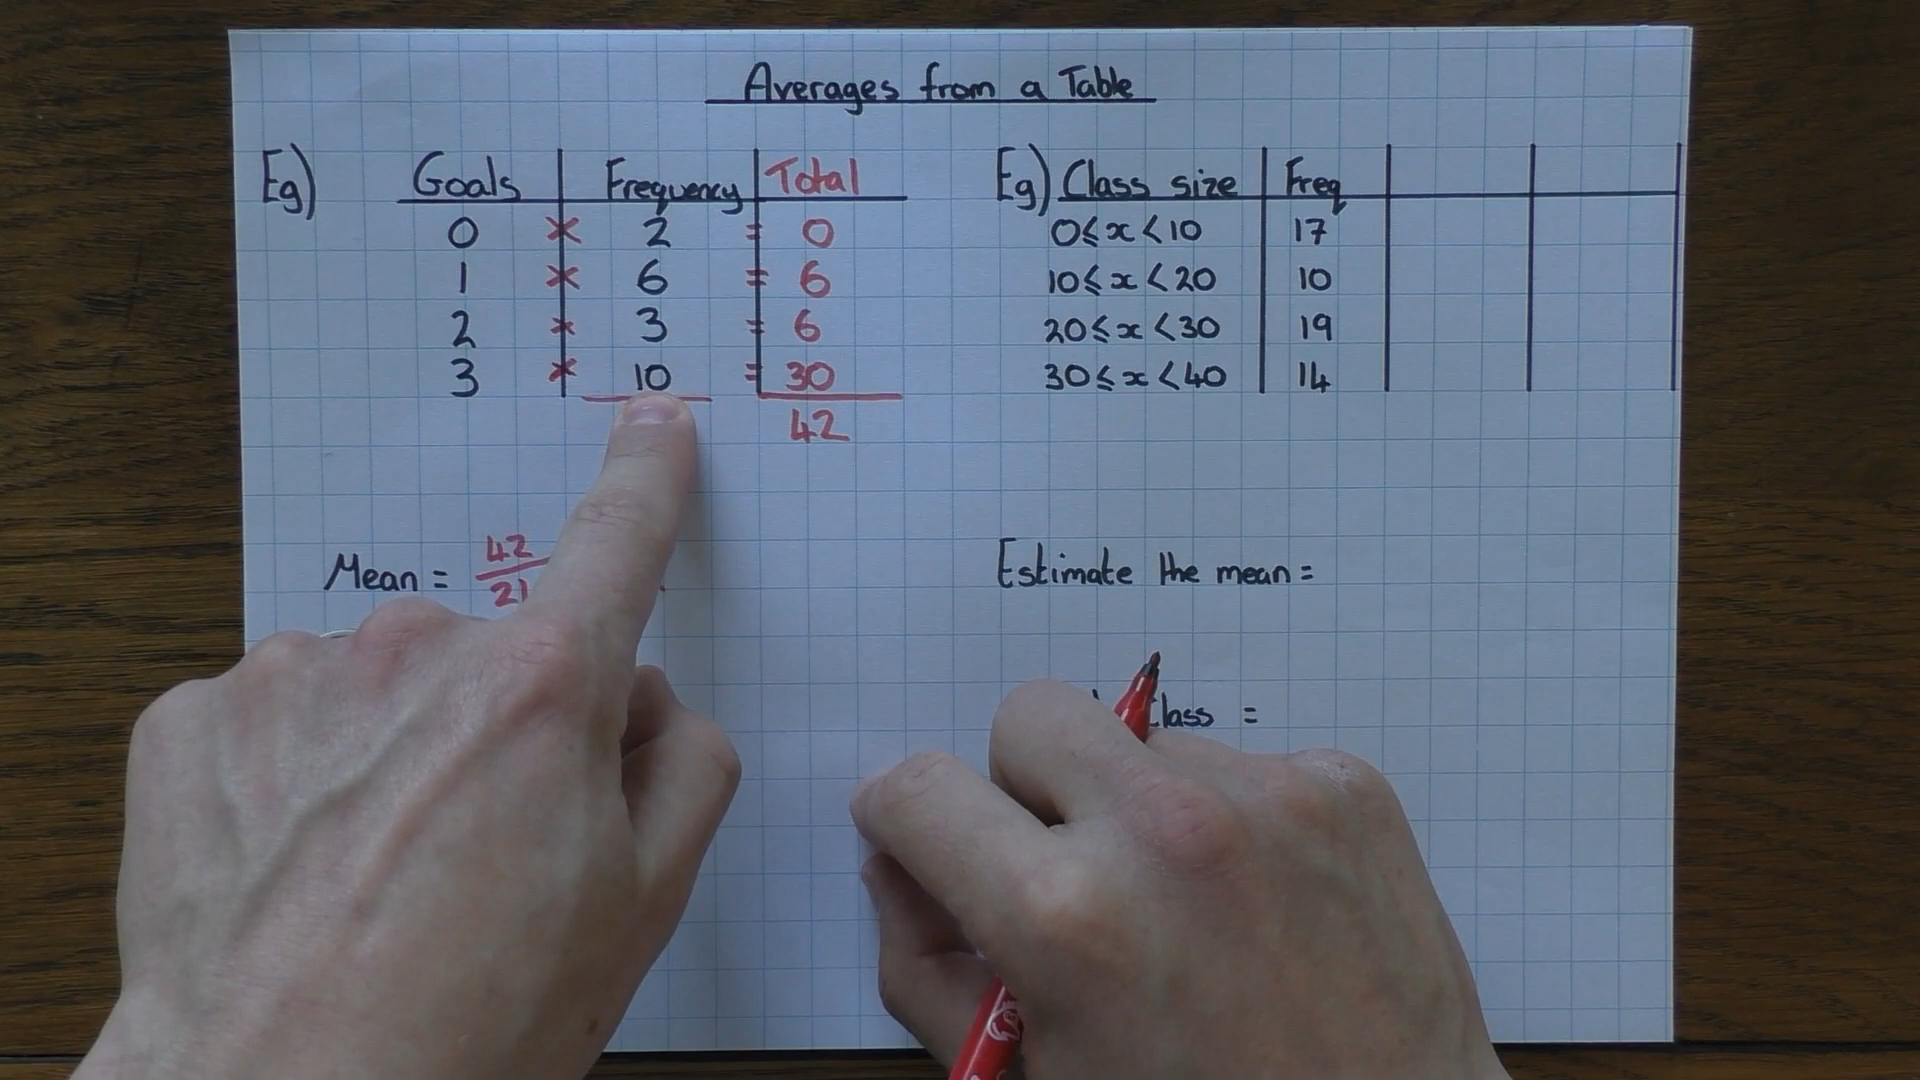 Averages from a Table
Eg) Goals Frequency Total
0 × 2 = 0
1 × 6 = 6
2 × 3 = 6
3 × 10 = 30
42
Mean = 42/21
Eg) Class size Freq
0≤x<10 17
10≤x<20 10
20≤x<30 19
30≤x<40 14
Estimate the mean =
Class =